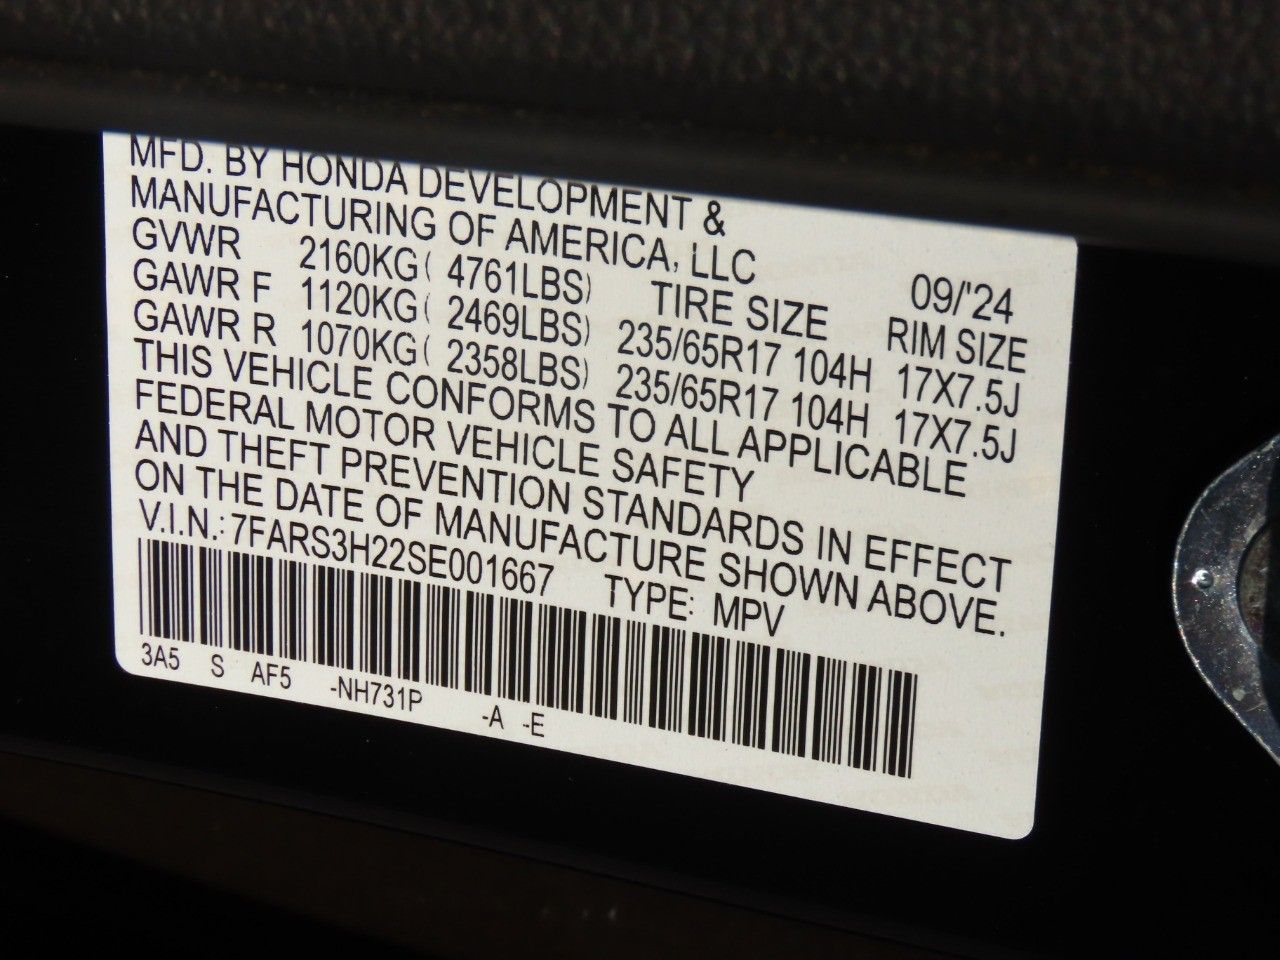 MFD. BY HONDA DEVELOPMENT &
MANUFACTURING OF AMERICA, LLC 09/'24
GVWR 2160KG( 4761LBS) TIRE SIZE RIM SIZE
GAWR F 1120KG( 2469LBS) 235/65R17 104H 17X7.5J
GAWR R 1070KG( 2358LBS) 235/65R17 104H 17X7.5J
THIS VEHICLE CONFORMS TO ALL APPLICABLE
FEDERAL MOTOR VEHICLE SAFETY
AND THEFT PREVENTION STANDARDS IN EFFECT
ON THE DATE OF MANUFACTURE SHOWN ABOVE.
V.I.N.: 7FARS3H22SE001667 TYPE: MPV
3A5 S AF5 -NH731P -A -E